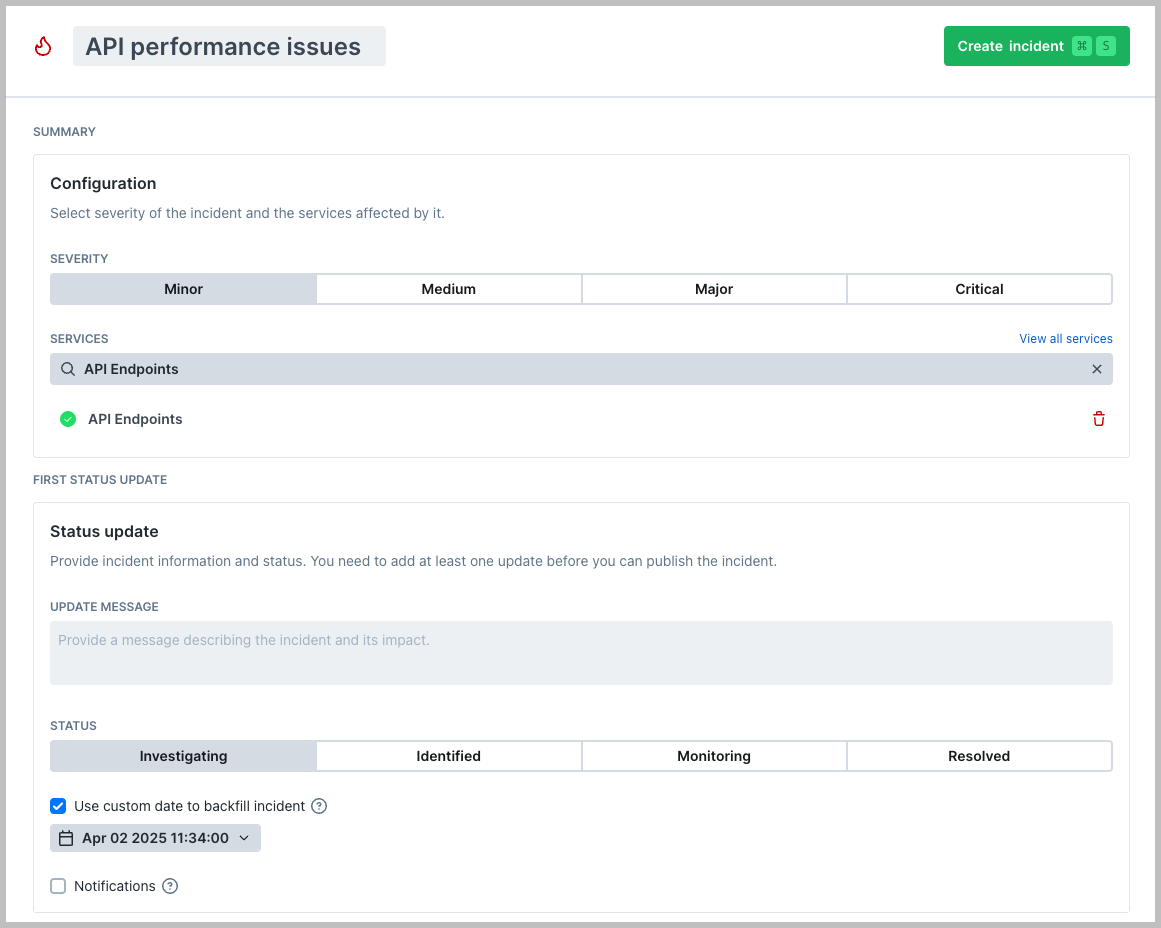 API performance issues
Create incident ⌘ S
SUMMARY
Configuration
Select severity of the incident and the services affected by it.
SEVERITY
Minor Medium Major Critical
SERVICES View all services
API Endpoints
API Endpoints
FIRST STATUS UPDATE
Status update
Provide incident information and status. You need to add at least one update before you can publish the incident.
UPDATE MESSAGE
Provide a message describing the incident and its impact.
STATUS
Investigating Identified Monitoring Resolved
Use custom date to backfill incident ?
Apr 02 2025 11:34:00
Notifications ?